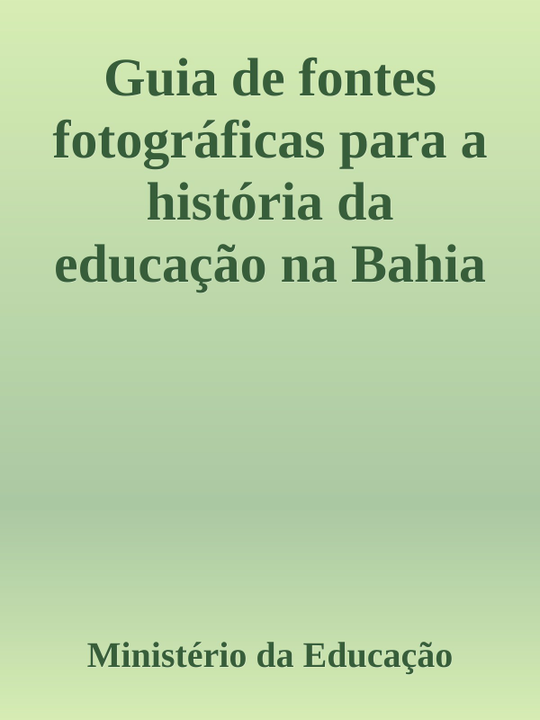 Guia de fontes
fotográficas para a
história da
educação na Bahia
Ministério da Educação